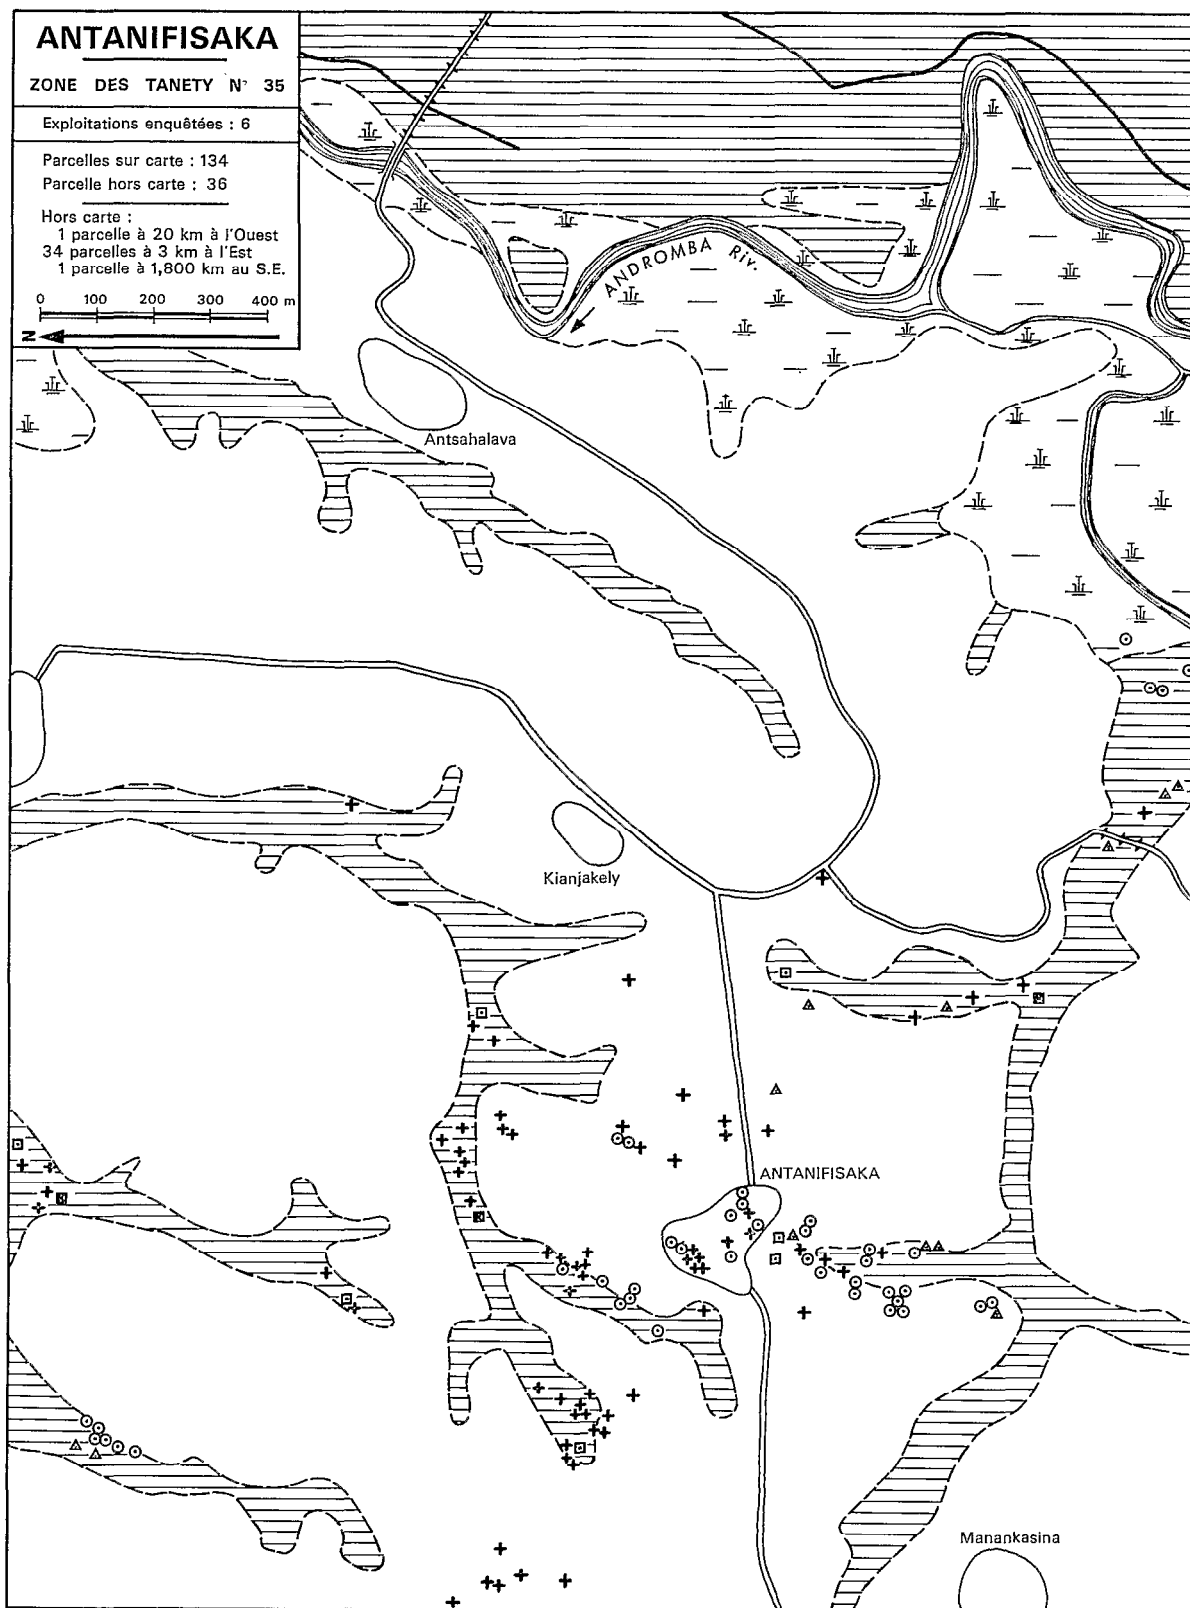 ANTANIFISAKA
ZONE DES TANETY N° 35
Exploitations enquêtées : 6
Parcelles sur carte : 134
Parcelle hors carte : 36
Hors carte :
1 parcelle à 20 km à l'Ouest
34 parcelles à 3 km à l'Est
1 parcelle à 1,800 km au S.E.
0 100 200 300 400 m
N
ANDROMBA Riv.
Antsahalava
Kianjakely
ANTANIFISAKA
Manankasina